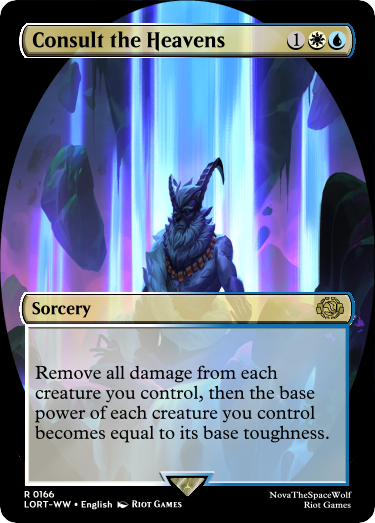 Consult the Heavens 1
Sorcery
Remove all damage from each
creature you control, then the base
power of each creature you control
becomes equal to its base toughness.
R 0166
LORT-WW • English RIOT GAMES
NovaTheSpaceWolf
Riot Games